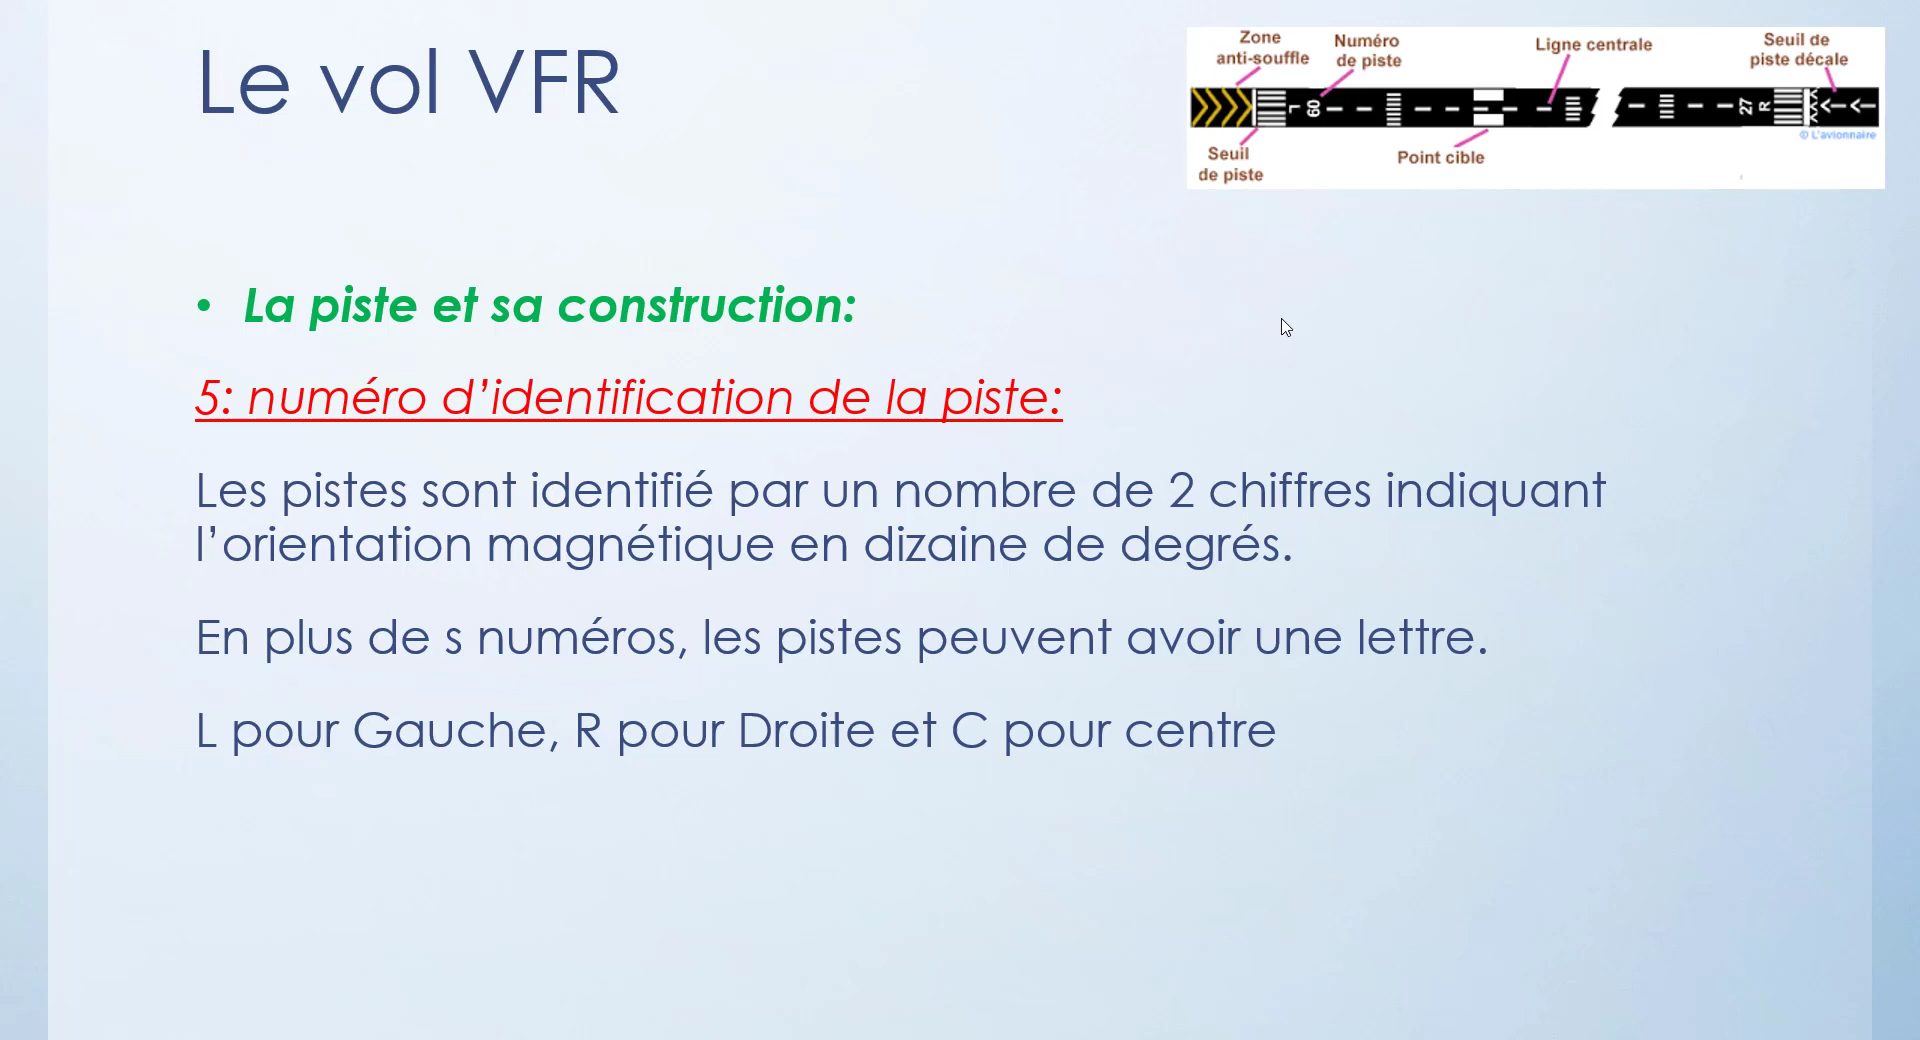 Le vol VFR
Zone
anti-souffle
Numéro
de piste
Ligne centrale
Seuil de
piste décale
L
09
27
R
© L'avionnaire
Seuil
de piste
Point cible
• La piste et sa construction:
5: numéro d’identification de la piste:
Les pistes sont identifié par un nombre de 2 chiffres indiquant
l’orientation magnétique en dizaine de degrés.
En plus de s numéros, les pistes peuvent avoir une lettre.
L pour Gauche, R pour Droite et C pour centre